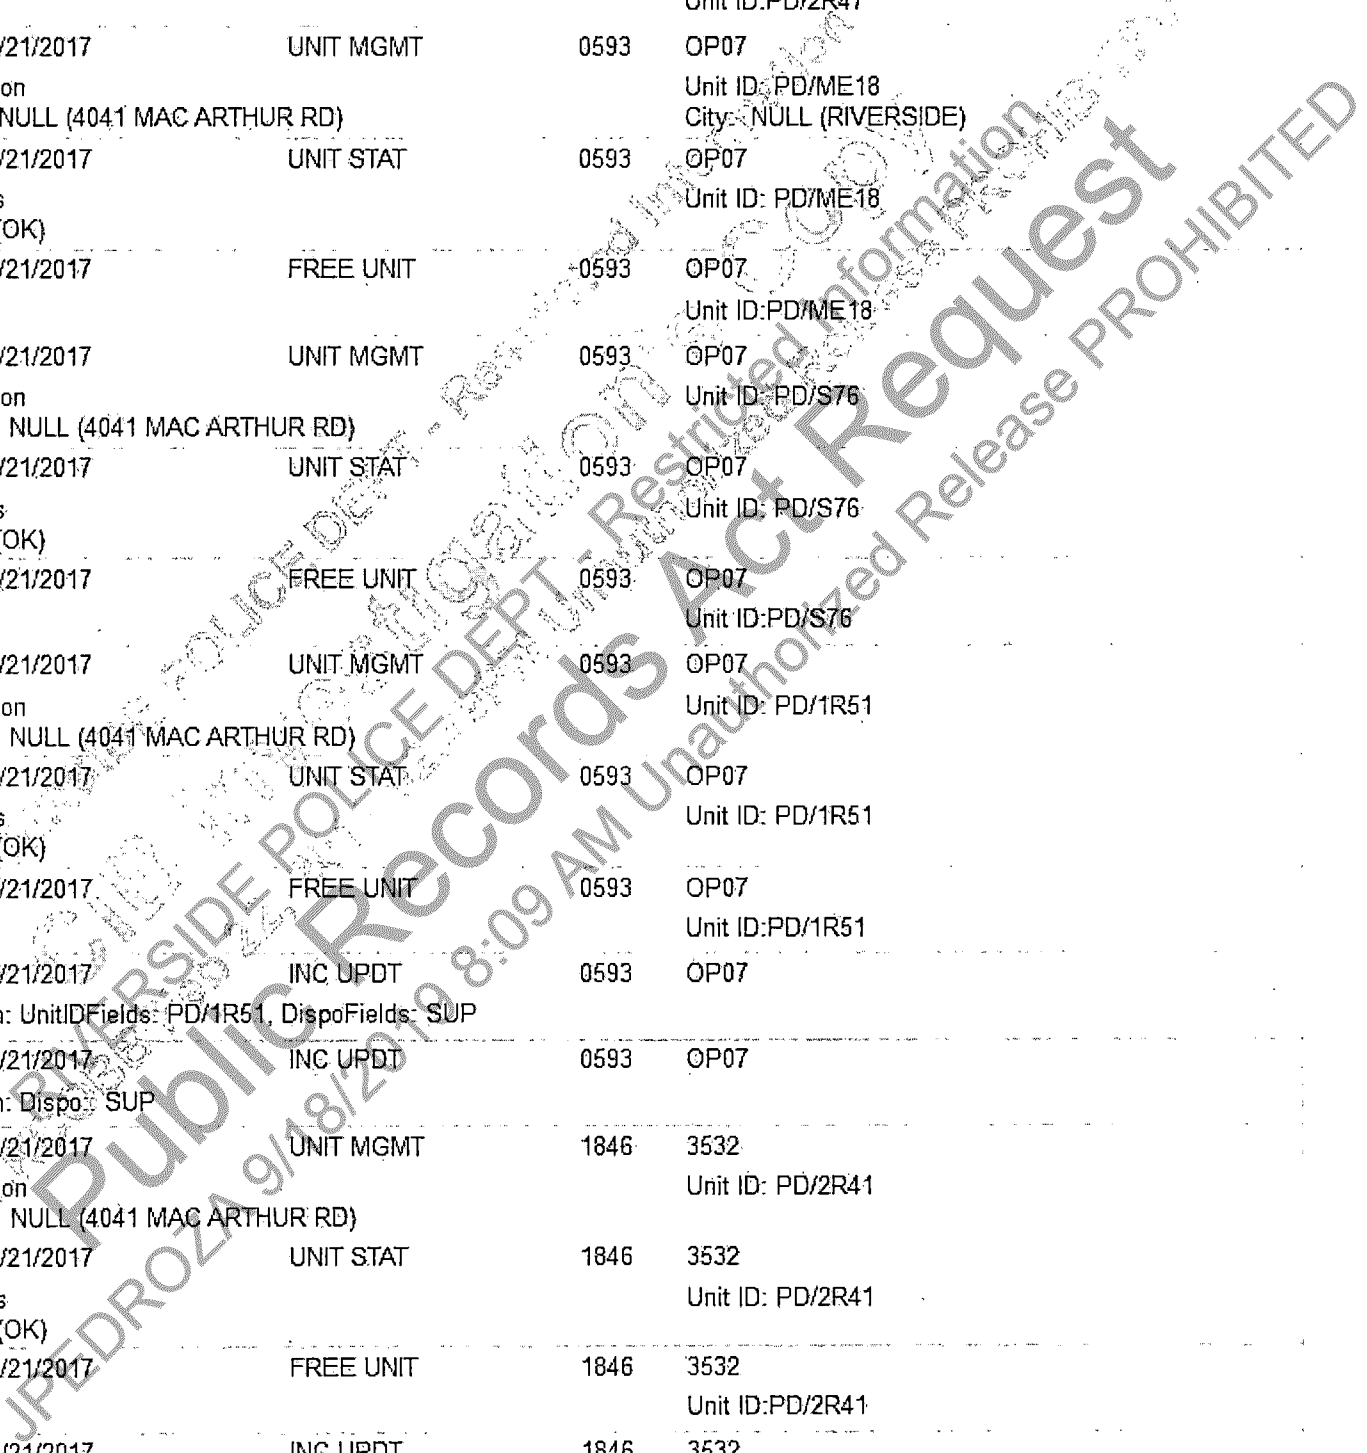 Unit ID:PD/2R47
/21/2017 UNIT MGMT 0593 OP07
on Unit ID: PD/ME18
NULL (4041 MAC ARTHUR RD) City: NULL (RIVERSIDE)
/21/2017 UNIT STAT 0593 OP07
s Unit ID: PD/ME18
(OK)
/21/2017 FREE UNIT 0593 OP07
Unit ID:PD/ME18
/21/2017 UNIT MGMT 0593 OP07
on Unit ID: PD/S76
NULL (4041 MAC ARTHUR RD)
/21/2017 UNIT STAT 0593 OP07
s Unit ID: PD/S76
(OK)
/21/2017 FREE UNIT 0593 OP07
Unit ID:PD/S76
/21/2017 UNIT MGMT 0593 OP07
on Unit ID: PD/1R51
NULL (4041 MAC ARTHUR RD)
/21/2017 UNIT STAT 0593 OP07
s Unit ID: PD/1R51
(OK)
/21/2017 FREE UNIT 0593 OP07
Unit ID:PD/1R51
/21/2017 INC UPDT 0593 OP07
n: UnitIDFields: PD/1R51, DispoFields: SUP
/21/2017 INC UPDT 0593 OP07
n: Dispo: SUP
/21/2017 UNIT MGMT 1846 3532
on Unit ID: PD/2R41
NULL (4041 MAC ARTHUR RD)
/21/2017 UNIT STAT 1846 3532
s Unit ID: PD/2R41
(OK)
/21/2017 FREE UNIT 1846 3532
Unit ID:PD/2R41
/21/2017 INC UPDT 1846 3532
POLICE DEPT - Restricted Information
Civil Investigations Copy
RIVERSIDE POLICE DEPT - Restricted Information
Public Records Act Request
JPEDROZA 9/18/2019 8:09 AM Unauthorized Release PROHIBITED